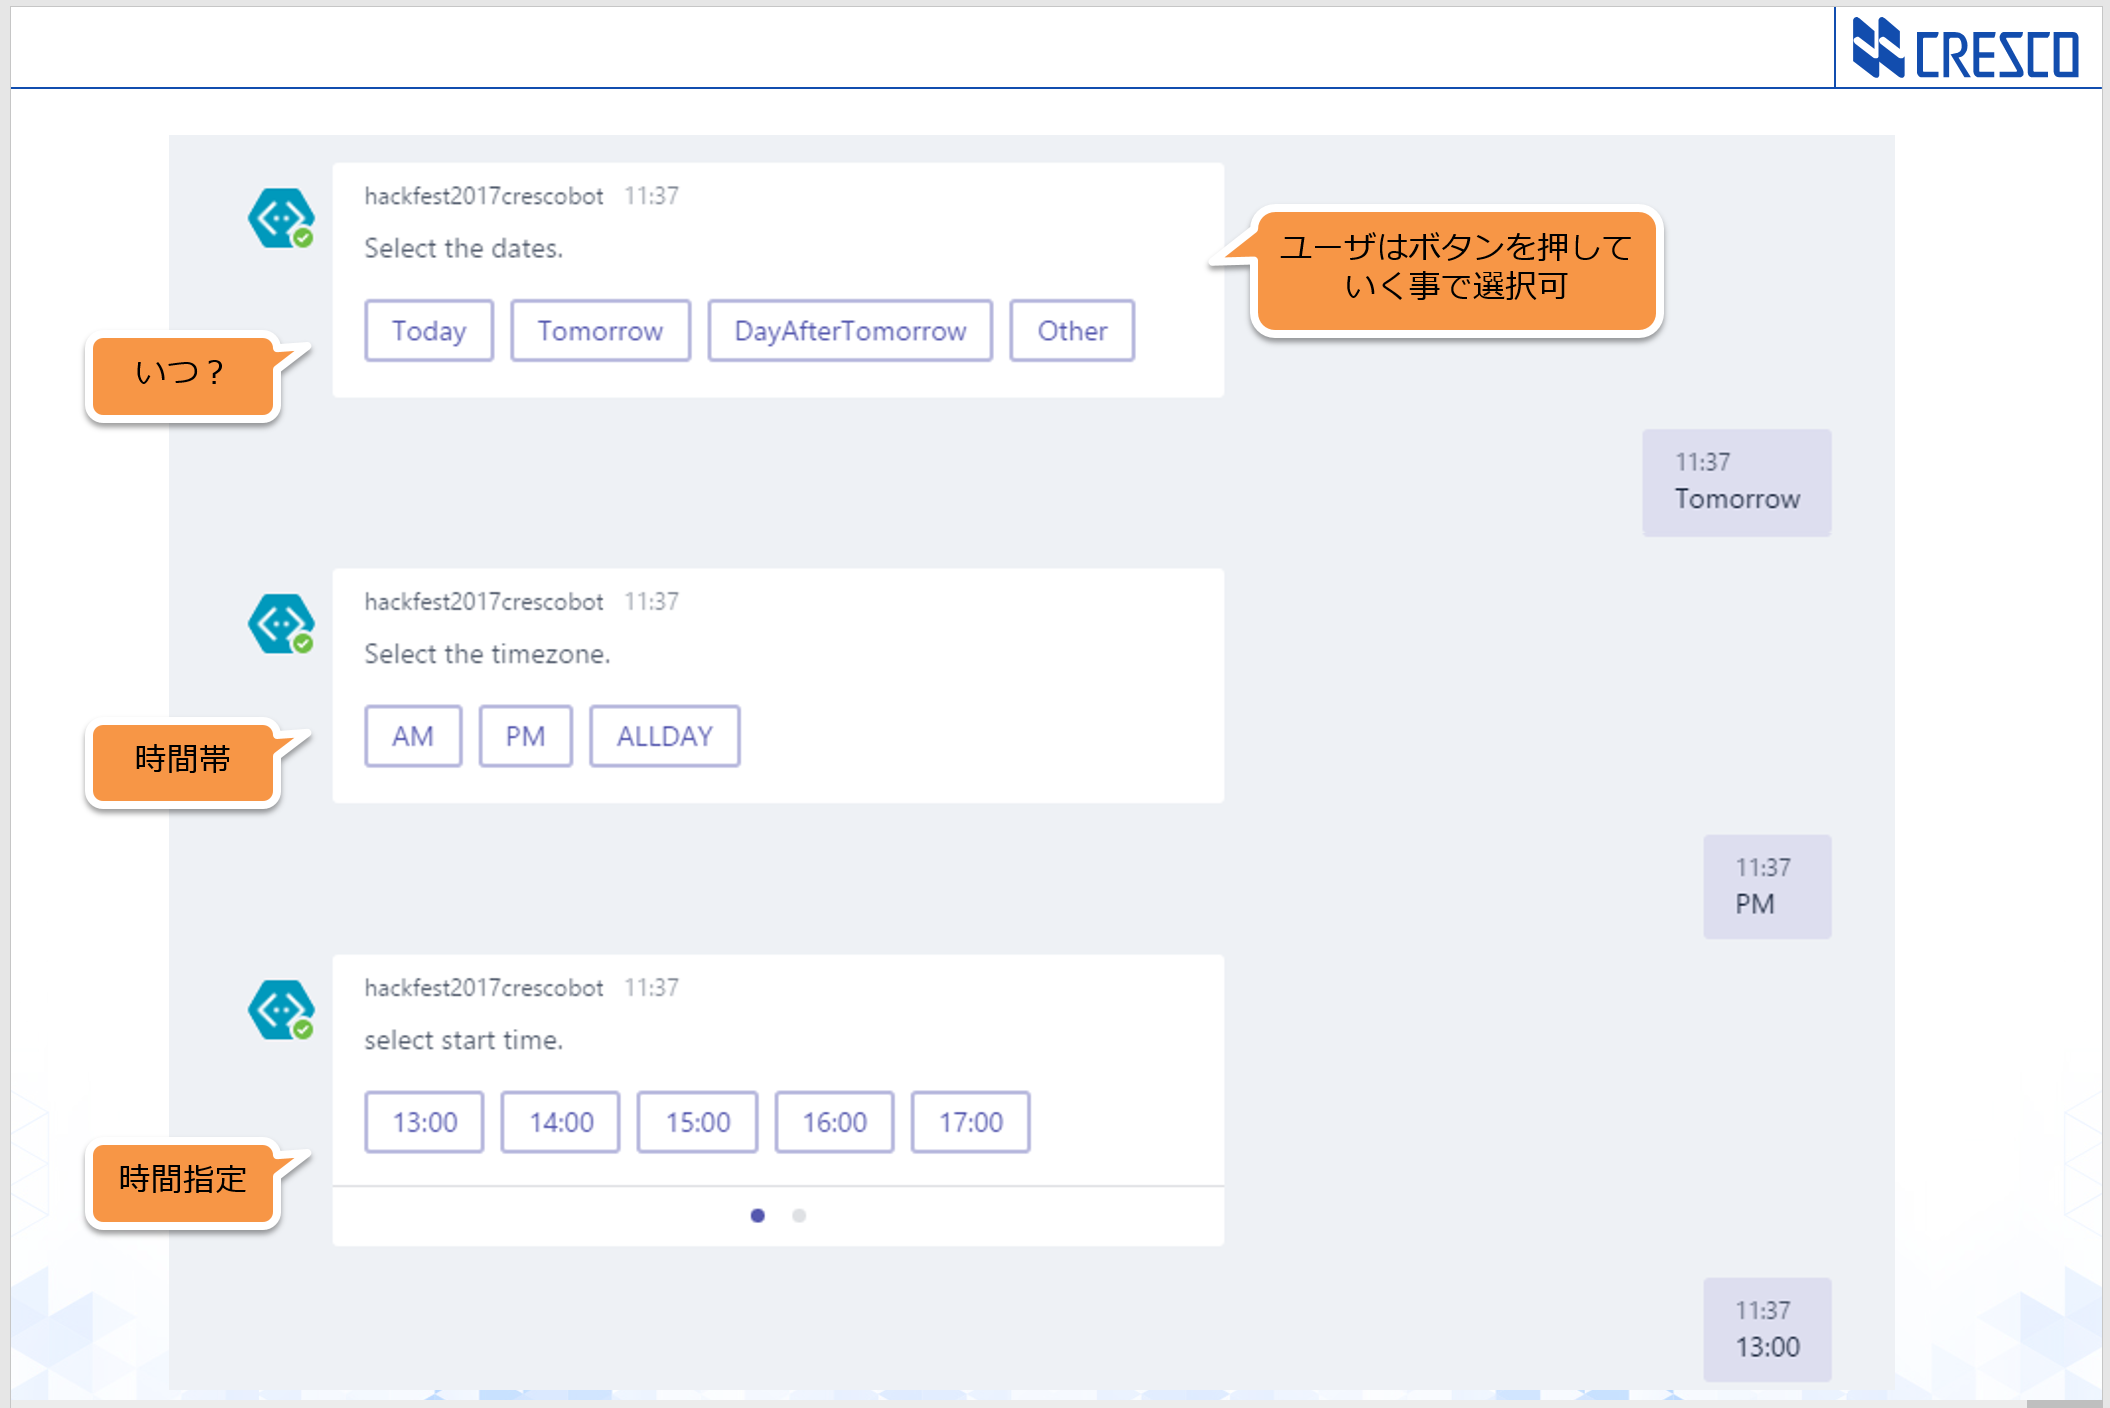 CRESCO
hackfest2017crescobot 11:37
Select the dates.
ユーザはボタンを押して
いく事で選択可
Today Tomorrow DayAfterTomorrow Other
いつ？
11:37
Tomorrow
hackfest2017crescobot 11:37
Select the timezone.
AM PM ALLDAY
時間帯
11:37
PM
hackfest2017crescobot 11:37
select start time.
13:00 14:00 15:00 16:00 17:00
時間指定
11:37
13:00